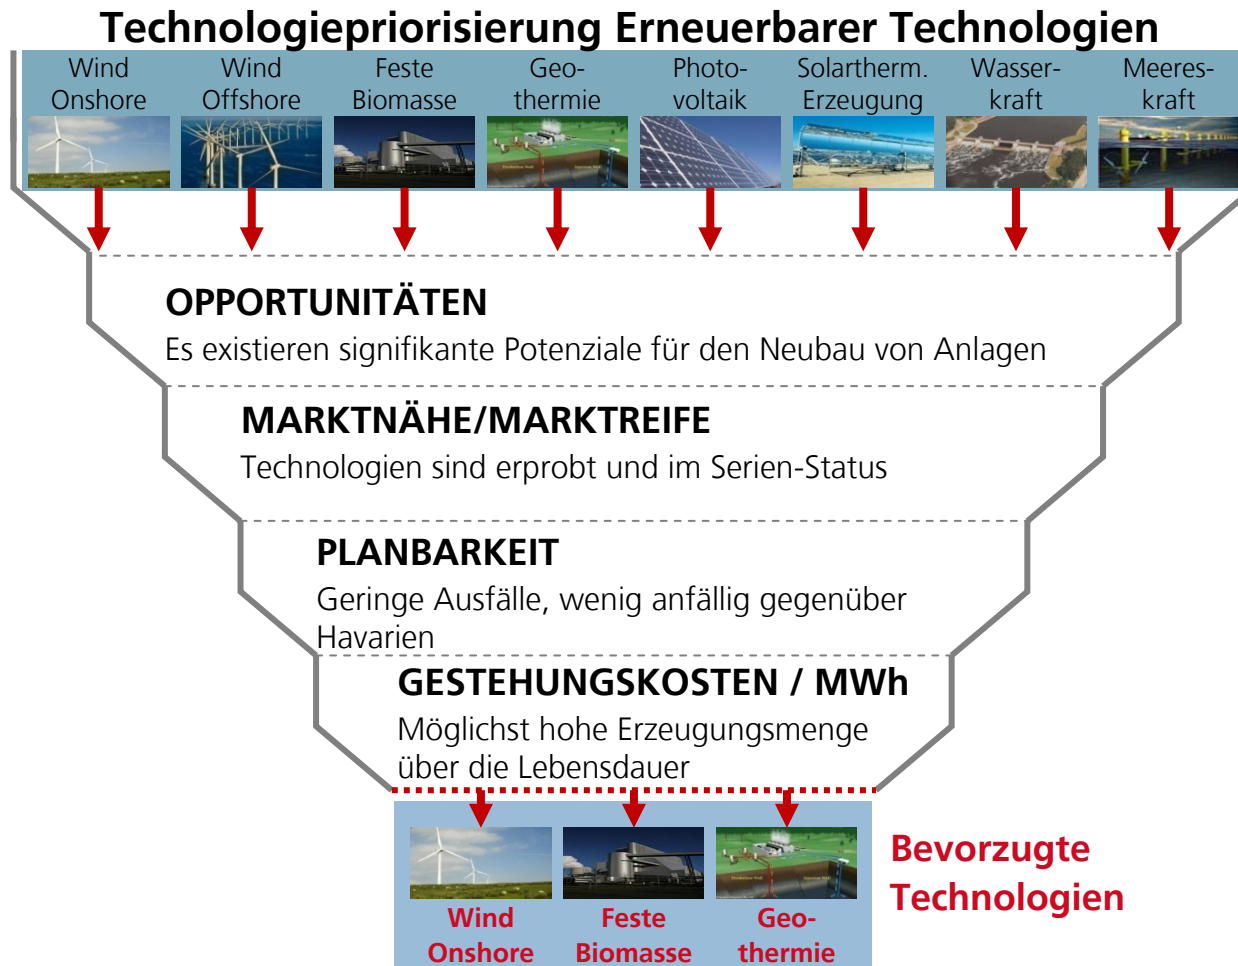 Technologiepriorisierung Erneuerbarer Technologien
Wind
Onshore
Wind
Offshore
Feste
Biomasse
Geo-
thermie
Photo-
voltaik
Solartherm.
Erzeugung
Wasser-
kraft
Meeres-
kraft
OPPORTUNITÄTEN
Es existieren signifikante Potenziale für den Neubau von Anlagen
MARKTNÄHE/MARKTREIFE
Technologien sind erprobt und im Serien-Status
PLANBARKEIT
Geringe Ausfälle, wenig anfällig gegenüber
Havarien
GESTEHUNGSKOSTEN / MWh
Möglichst hohe Erzeugungsmenge
über die Lebensdauer
Bevorzugte
Technologien
Wind
Onshore
Feste
Biomasse
Geo-
thermie